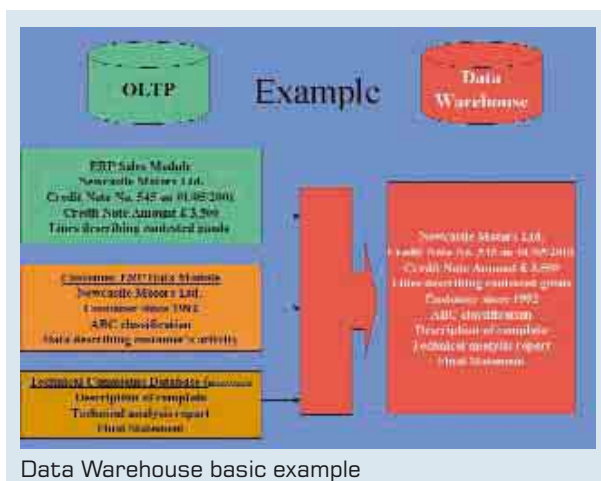 OLTP
Example
Data
Warehouse
ERP Sales Module
Newcastle Motors Ltd.
Credit Note No. 545 on 01/05/2001
Credit Note Amount £ 3,500
Lines describing contested goods
Customer ERP Data Module
Newcastle Motors Ltd.
Customer since 1992
ABC classification
Data describing customer's activity
Technical Complaints Database
Description of complain
Technical analysis report
Final Statement
Newcastle Motors Ltd.
Credit Note No. 545 on 01/05/2001
Credit Note Amount £ 3,500
Lines describing contested goods
Customer since 1992
ABC classification
Description of complain
Technical analysis report
Final Statement
Data Warehouse basic example